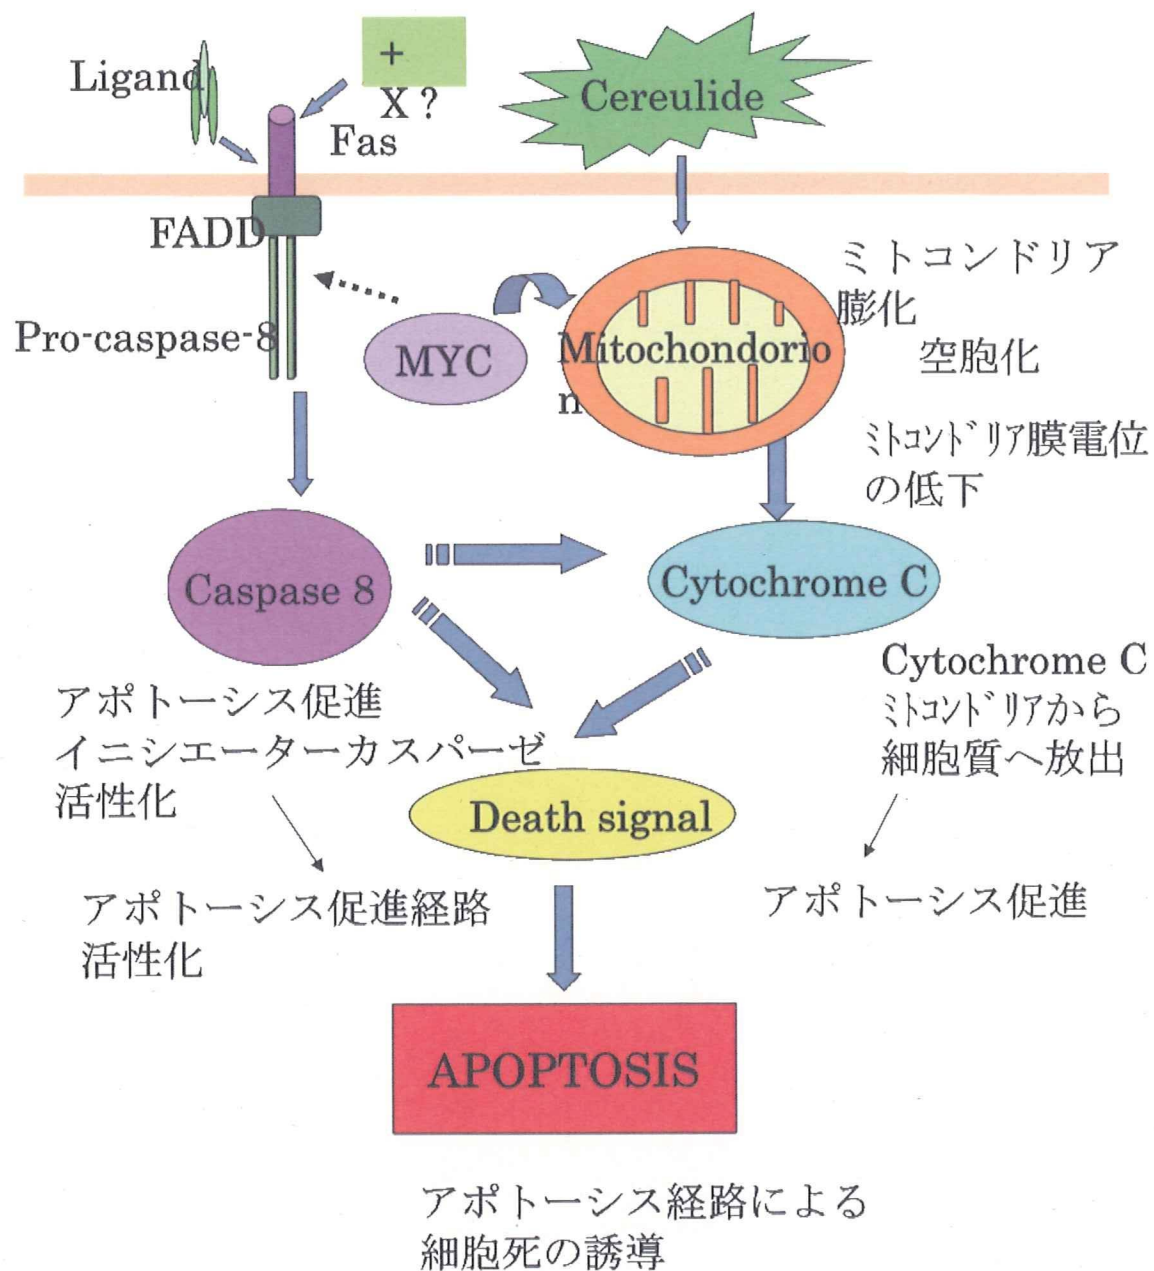 Ligand
+
X ?
Fas
Cereulide
FADD
Pro-caspase-8
MYC
Mitochondorio
n
ミトコンドリア
膨化
空胞化
ﾐﾄｺﾝﾄﾞﾘｱ膜電位
の低下
Caspase 8
Cytochrome C
アポトーシス促進
イニシエーターカスパーゼ
活性化
Cytochrome C
ﾐﾄｺﾝﾄﾞﾘｱから
細胞質へ放出
Death signal
アポトーシス促進経路
活性化
アポトーシス促進
APOPTOSIS
アポトーシス経路による
細胞死の誘導